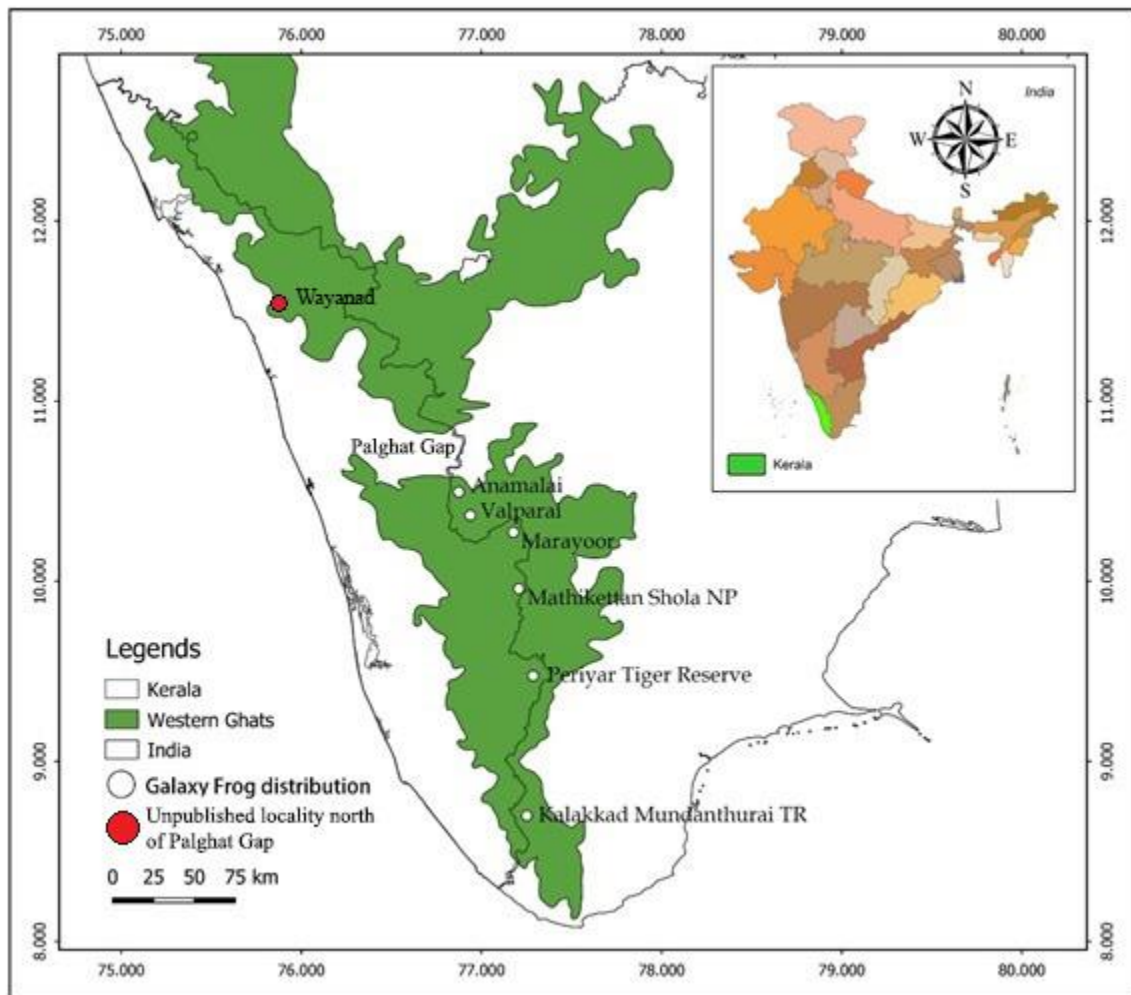 75.000 76.000 77.000 78.000 79.000 80.000
India
N
W E
S
12.000 12.000
Wayanad
11.000 11.000
Palghat Gap
Kerala
Anamalai
Valparai
Marayoor
10.000 10.000
Mathikettan Shola NP
Legends
Kerala
Periyar Tiger Reserve
Western Ghats
India
9.000 9.000
Galaxy Frog distribution
Unpublished locality north
of Palghat Gap
Kalakkad Mundanthurai TR
0 25 50 75 km
8.000 8.000
75.000 76.000 77.000 78.000 79.000 80.000